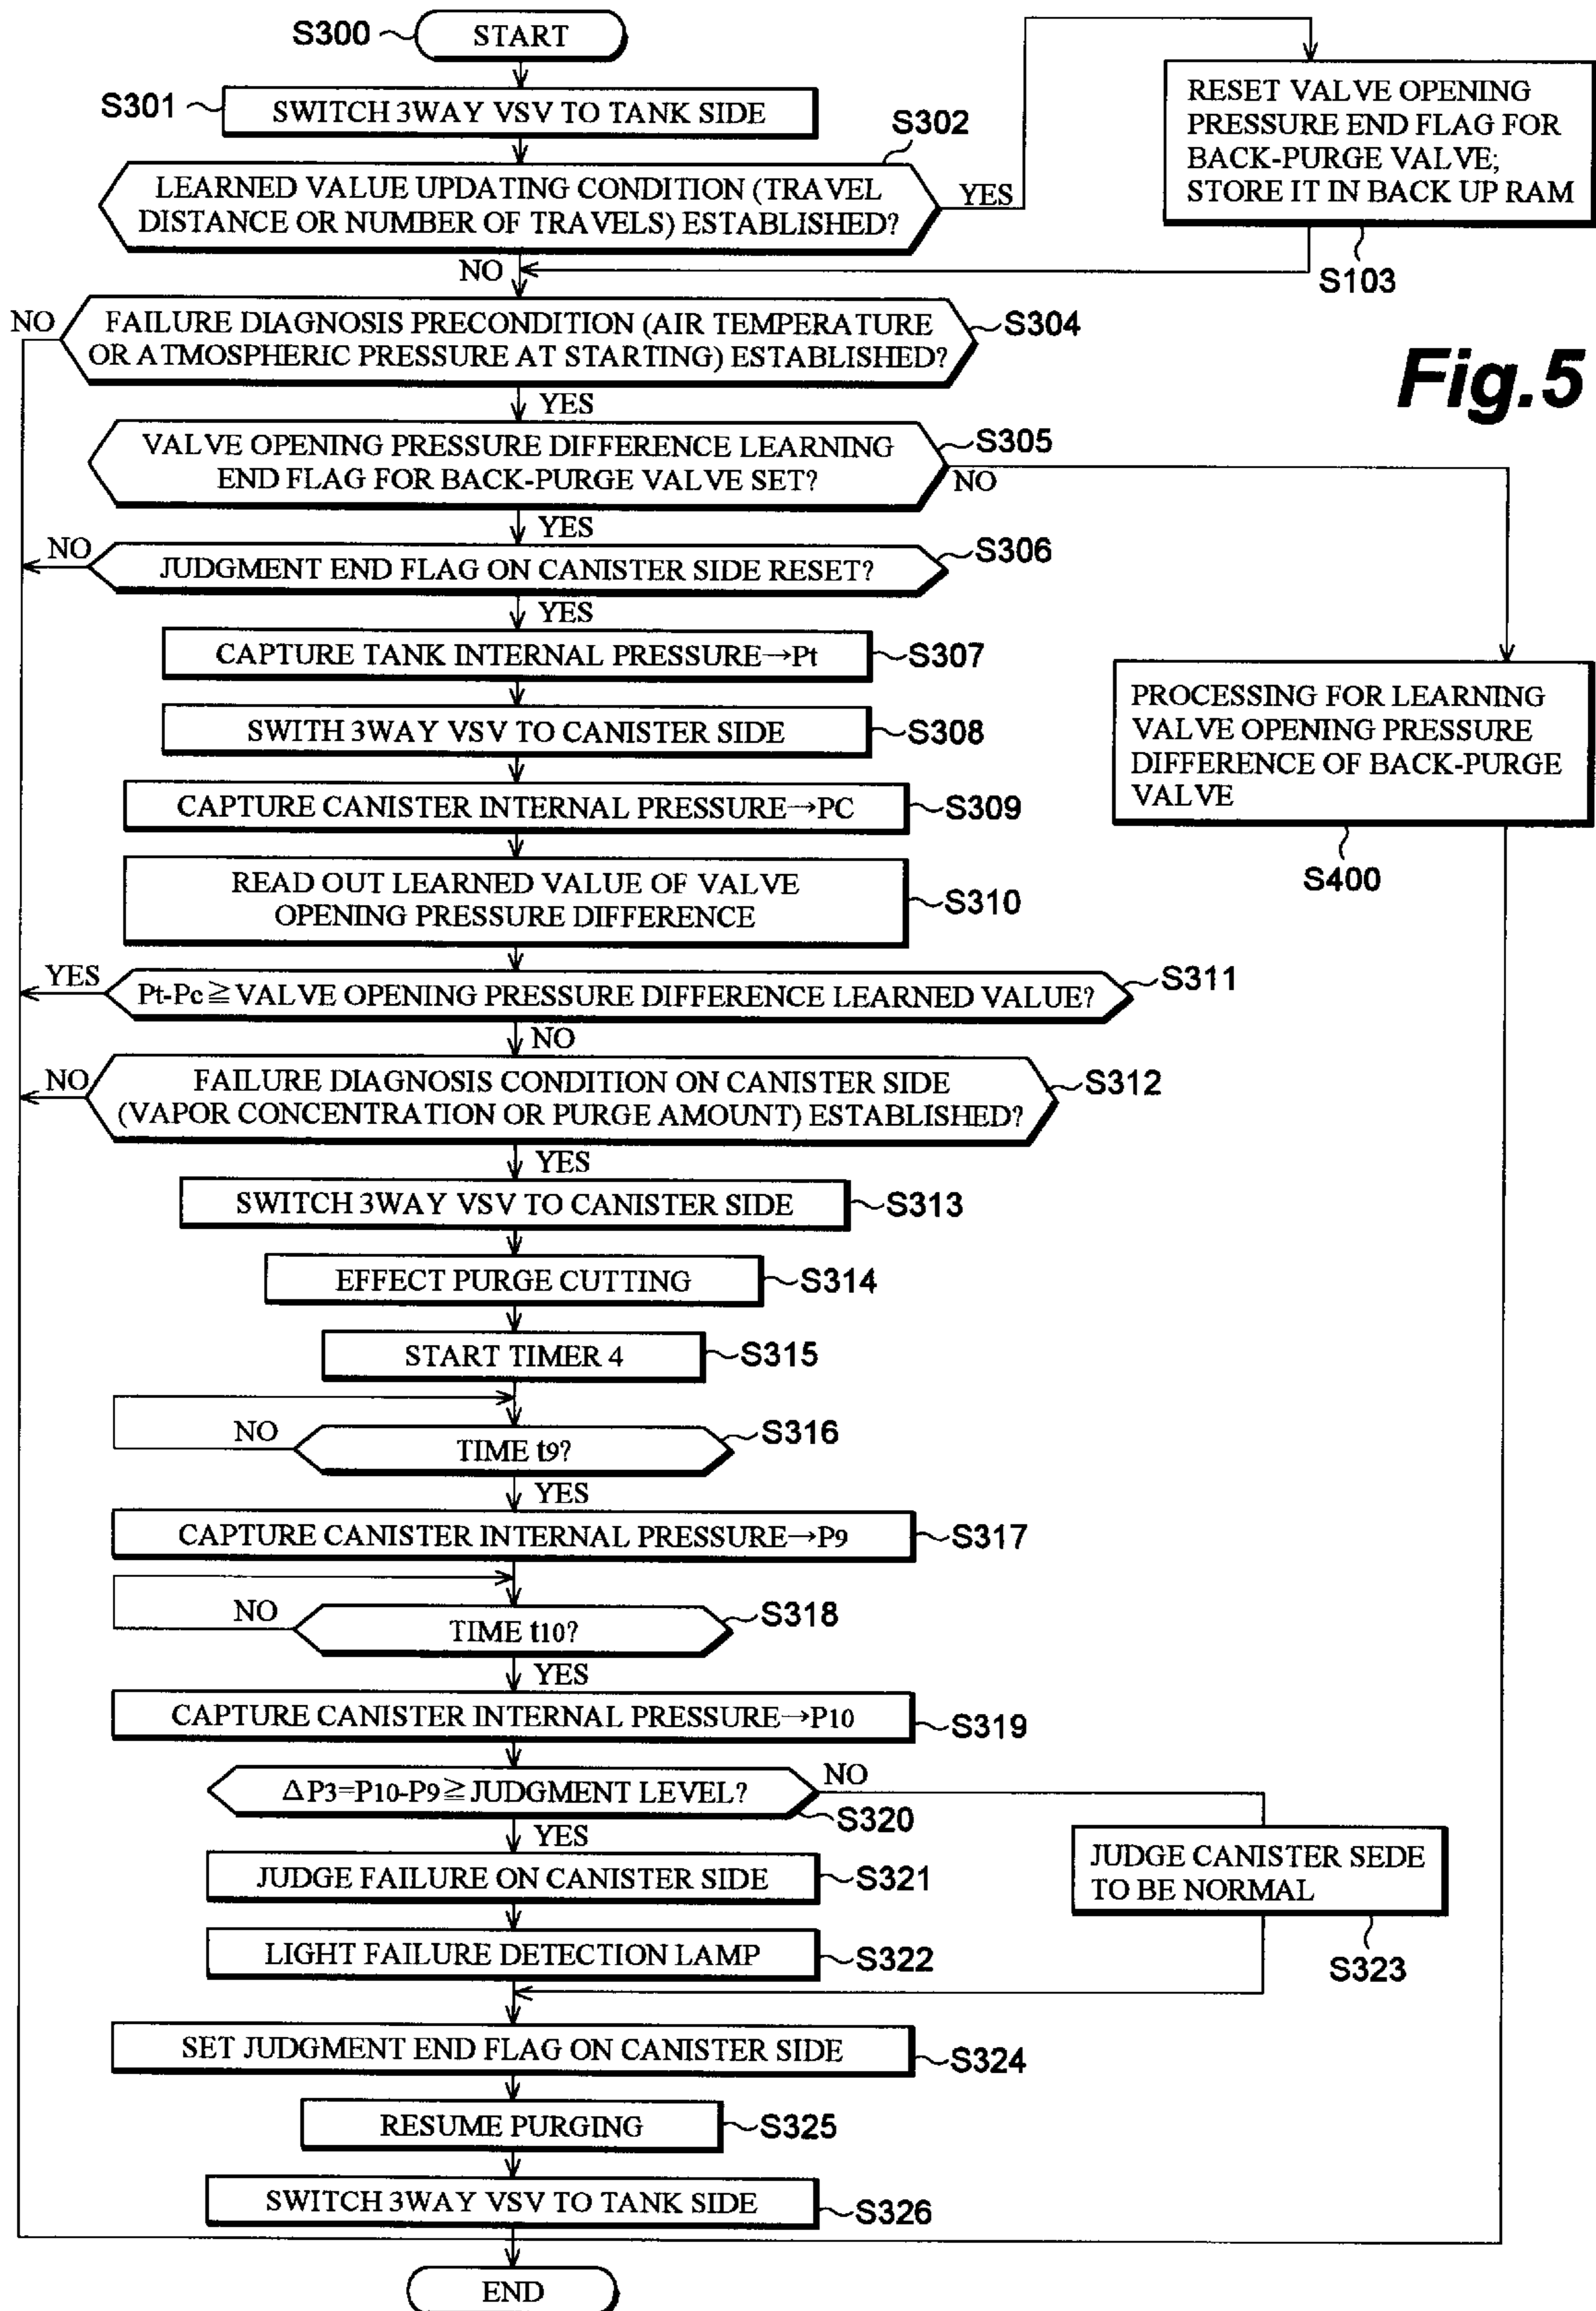 S300
START
S301
SWITCH 3WAY VSV TO TANK SIDE
S302
LEARNED VALUE UPDATING CONDITION (TRAVEL
DISTANCE OR NUMBER OF TRAVELS) ESTABLISHED?
YES
RESET VALVE OPENING
PRESSURE END FLAG FOR
BACK-PURGE VALVE;
STORE IT IN BACK UP RAM
S103
NO
NO
FAILURE DIAGNOSIS PRECONDITION (AIR TEMPERATURE
OR ATMOSPHERIC PRESSURE AT STARTING) ESTABLISHED?
S304
Fig.5
YES
VALVE OPENING PRESSURE DIFFERENCE LEARNING
END FLAG FOR BACK-PURGE VALVE SET?
S305
NO
YES
NO
JUDGMENT END FLAG ON CANISTER SIDE RESET?
S306
YES
CAPTURE TANK INTERNAL PRESSURE→Pt
S307
SWITH 3WAY VSV TO CANISTER SIDE
S308
PROCESSING FOR LEARNING
VALVE OPENING PRESSURE
DIFFERENCE OF BACK-PURGE
VALVE
S400
CAPTURE CANISTER INTERNAL PRESSURE→PC
S309
READ OUT LEARNED VALUE OF VALVE
OPENING PRESSURE DIFFERENCE
S310
YES
Pt-Pc≧VALVE OPENING PRESSURE DIFFERENCE LEARNED VALUE?
S311
NO
NO
FAILURE DIAGNOSIS CONDITION ON CANISTER SIDE
(VAPOR CONCENTRATION OR PURGE AMOUNT) ESTABLISHED?
S312
YES
SWITCH 3WAY VSV TO CANISTER SIDE
S313
EFFECT PURGE CUTTING
S314
START TIMER 4
S315
NO
TIME t9?
S316
YES
CAPTURE CANISTER INTERNAL PRESSURE→P9
S317
NO
TIME t10?
S318
YES
CAPTURE CANISTER INTERNAL PRESSURE→P10
S319
ΔP3=P10-P9≧JUDGMENT LEVEL?
NO
S320
YES
JUDGE FAILURE ON CANISTER SIDE
S321
JUDGE CANISTER SEDE
TO BE NORMAL
S323
LIGHT FAILURE DETECTION LAMP
S322
SET JUDGMENT END FLAG ON CANISTER SIDE
S324
RESUME PURGING
S325
SWITCH 3WAY VSV TO TANK SIDE
S326
END